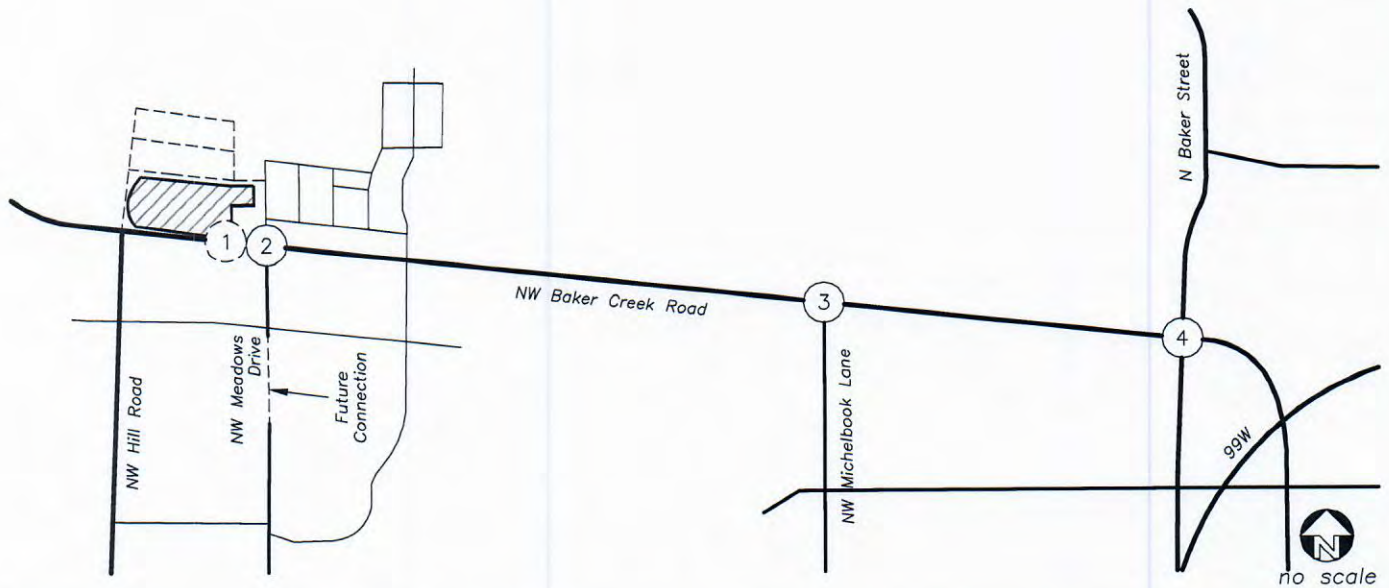 N Baker Street
1
2
NW Baker Creek Road
3
4
NW Hill Road
NW Meadows
Drive
Future
Connection
NW Michelbook Lane
99W
N
no scale